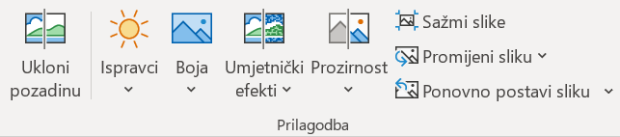 Ukloni
pozadinu
Ispravci
Boja
Umjetnički
efekti
Prozirnost
Sažmi slike
Promijeni sliku
Ponovno postavi sliku
Prilagodba